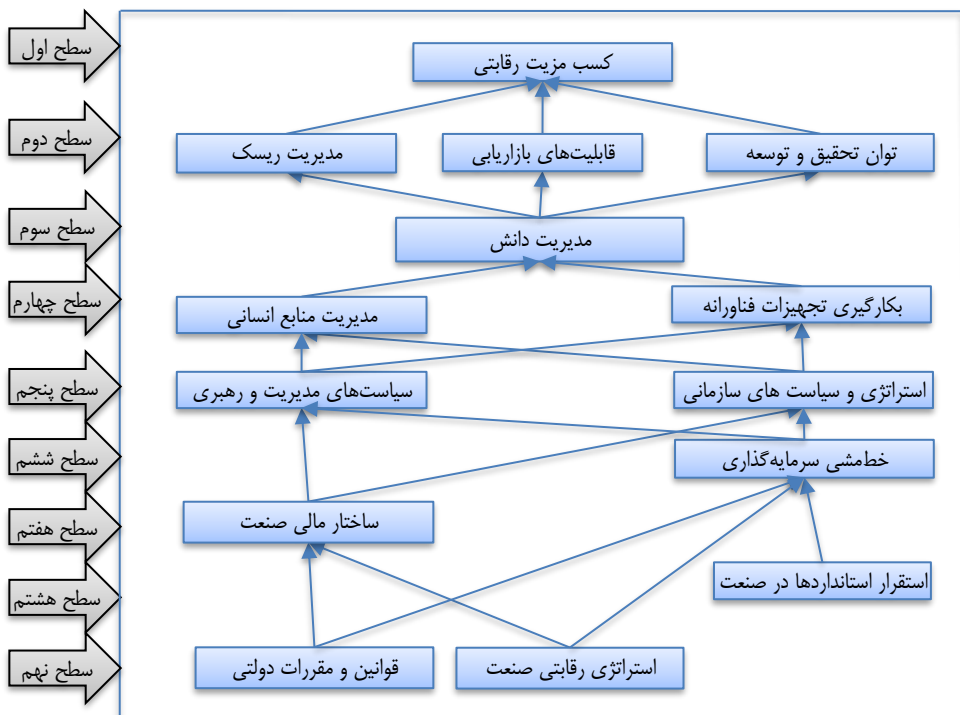 سطح اول
کسب مزیت رقابتی
سطح دوم
توان تحقیق و توسعه
قابلیت‌های بازاریابی
مدیریت ریسک
سطح سوم
مدیریت دانش
سطح چهارم
بکارگیری تجهیزات فناورانه
مدیریت منابع انسانی
سطح پنجم
استراتژی و سیاست های سازمانی
سیاست‌های مدیریت و رهبری
سطح ششم
خط‌مشی سرمایه‌گذاری
سطح هفتم
ساختار مالی صنعت
سطح هشتم
استقرار استانداردها در صنعت
سطح نهم
استراتژی رقابتی صنعت
قوانین و مقررات دولتی